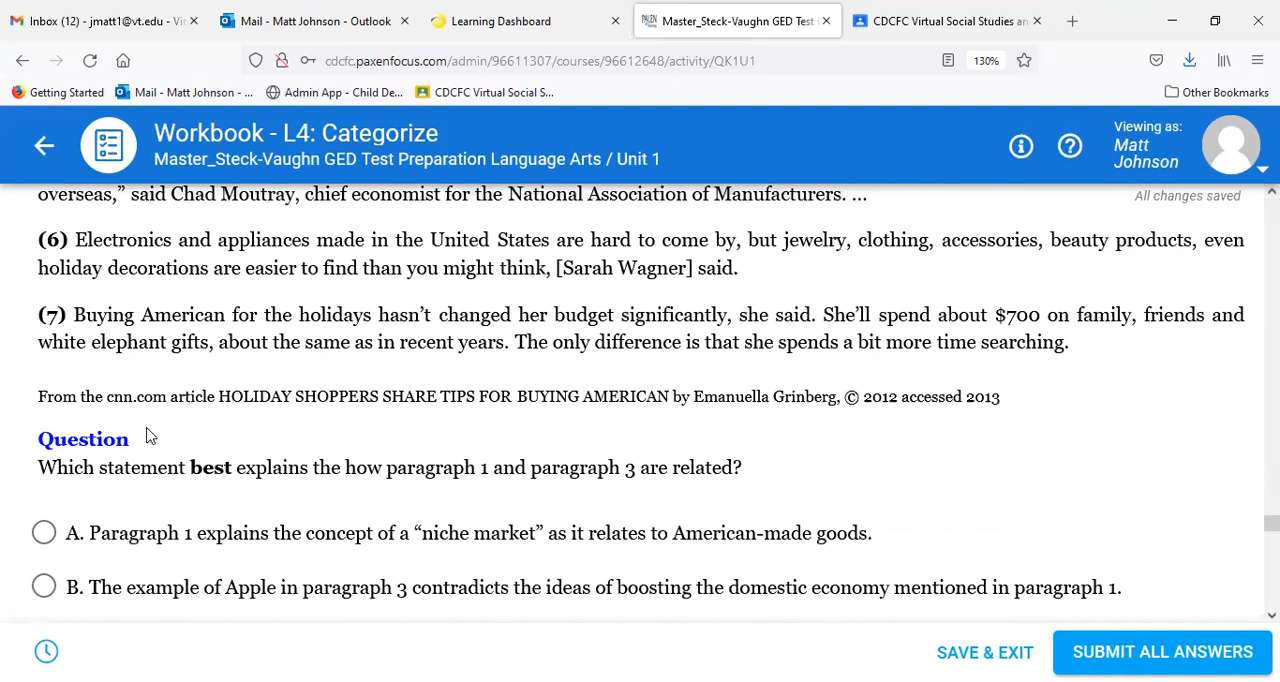 Inbox (12) - jmatt1@vt.edu - Vir
Mail - Matt Johnson - Outlook
Learning Dashboard
Master_Steck-Vaughn GED Test
CDCFC Virtual Social Studies an
cdcfc.paxenfocus.com/admin/96611307/courses/96612648/activity/QK1U1
130%
Getting Started
Mail - Matt Johnson - ...
Admin App - Child De...
CDCFC Virtual Social S...
Other Bookmarks
Workbook - L4: Categorize
Master_Steck-Vaughn GED Test Preparation Language Arts / Unit 1
Viewing as:
Matt
Johnson
overseas,” said Chad Moutray, chief economist for the National Association of Manufacturers. ...
All changes saved
(6) Electronics and appliances made in the United States are hard to come by, but jewelry, clothing, accessories, beauty products, even
holiday decorations are easier to find than you might think, [Sarah Wagner] said.
(7) Buying American for the holidays hasn’t changed her budget significantly, she said. She’ll spend about $700 on family, friends and
white elephant gifts, about the same as in recent years. The only difference is that she spends a bit more time searching.
From the cnn.com article HOLIDAY SHOPPERS SHARE TIPS FOR BUYING AMERICAN by Emanuella Grinberg, © 2012 accessed 2013
Question
Which statement best explains the how paragraph 1 and paragraph 3 are related?
A. Paragraph 1 explains the concept of a “niche market” as it relates to American-made goods.
B. The example of Apple in paragraph 3 contradicts the ideas of boosting the domestic economy mentioned in paragraph 1.
SAVE & EXIT
SUBMIT ALL ANSWERS